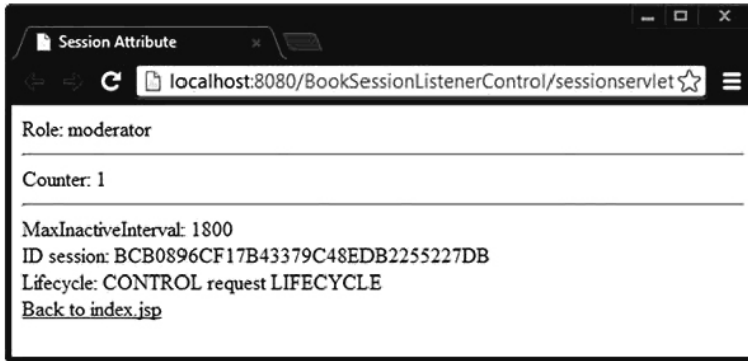 Session Attribute
localhost:8080/BookSessionListenerControl/sessionservlet
Role: moderator
Counter: 1
MaxInactiveInterval: 1800
ID session: BCB0896CF17B43379C48EDB2255227DB
Lifecycle: CONTROL request LIFECYCLE
Back to index.jsp